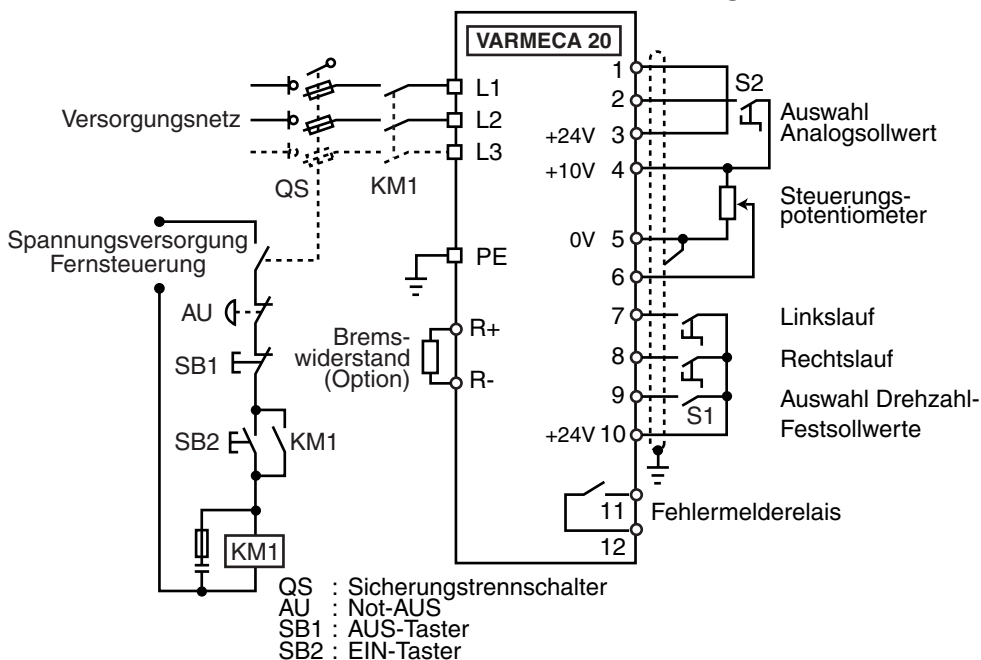 VARMECA 20
Versorgungsnetz
L1
L2
L3
QS
KM1
1
2
+24V 3
+10V 4
0V 5
6
7
8
9
+24V 10
11
12
S2
Auswahl
Analogsollwert
Steuerungs-
potentiometer
Linkslauf
Rechtslauf
S1
Auswahl Drehzahl-
Festsollwerte
Fehlermelderelais
Spannungsversorgung
Fernsteuerung
PE
AU
R+
R-
Brems-
widerstand
(Option)
SB1
SB2
KM1
KM1
QS : Sicherungstrennschalter
AU : Not-AUS
SB1 : AUS-Taster
SB2 : EIN-Taster